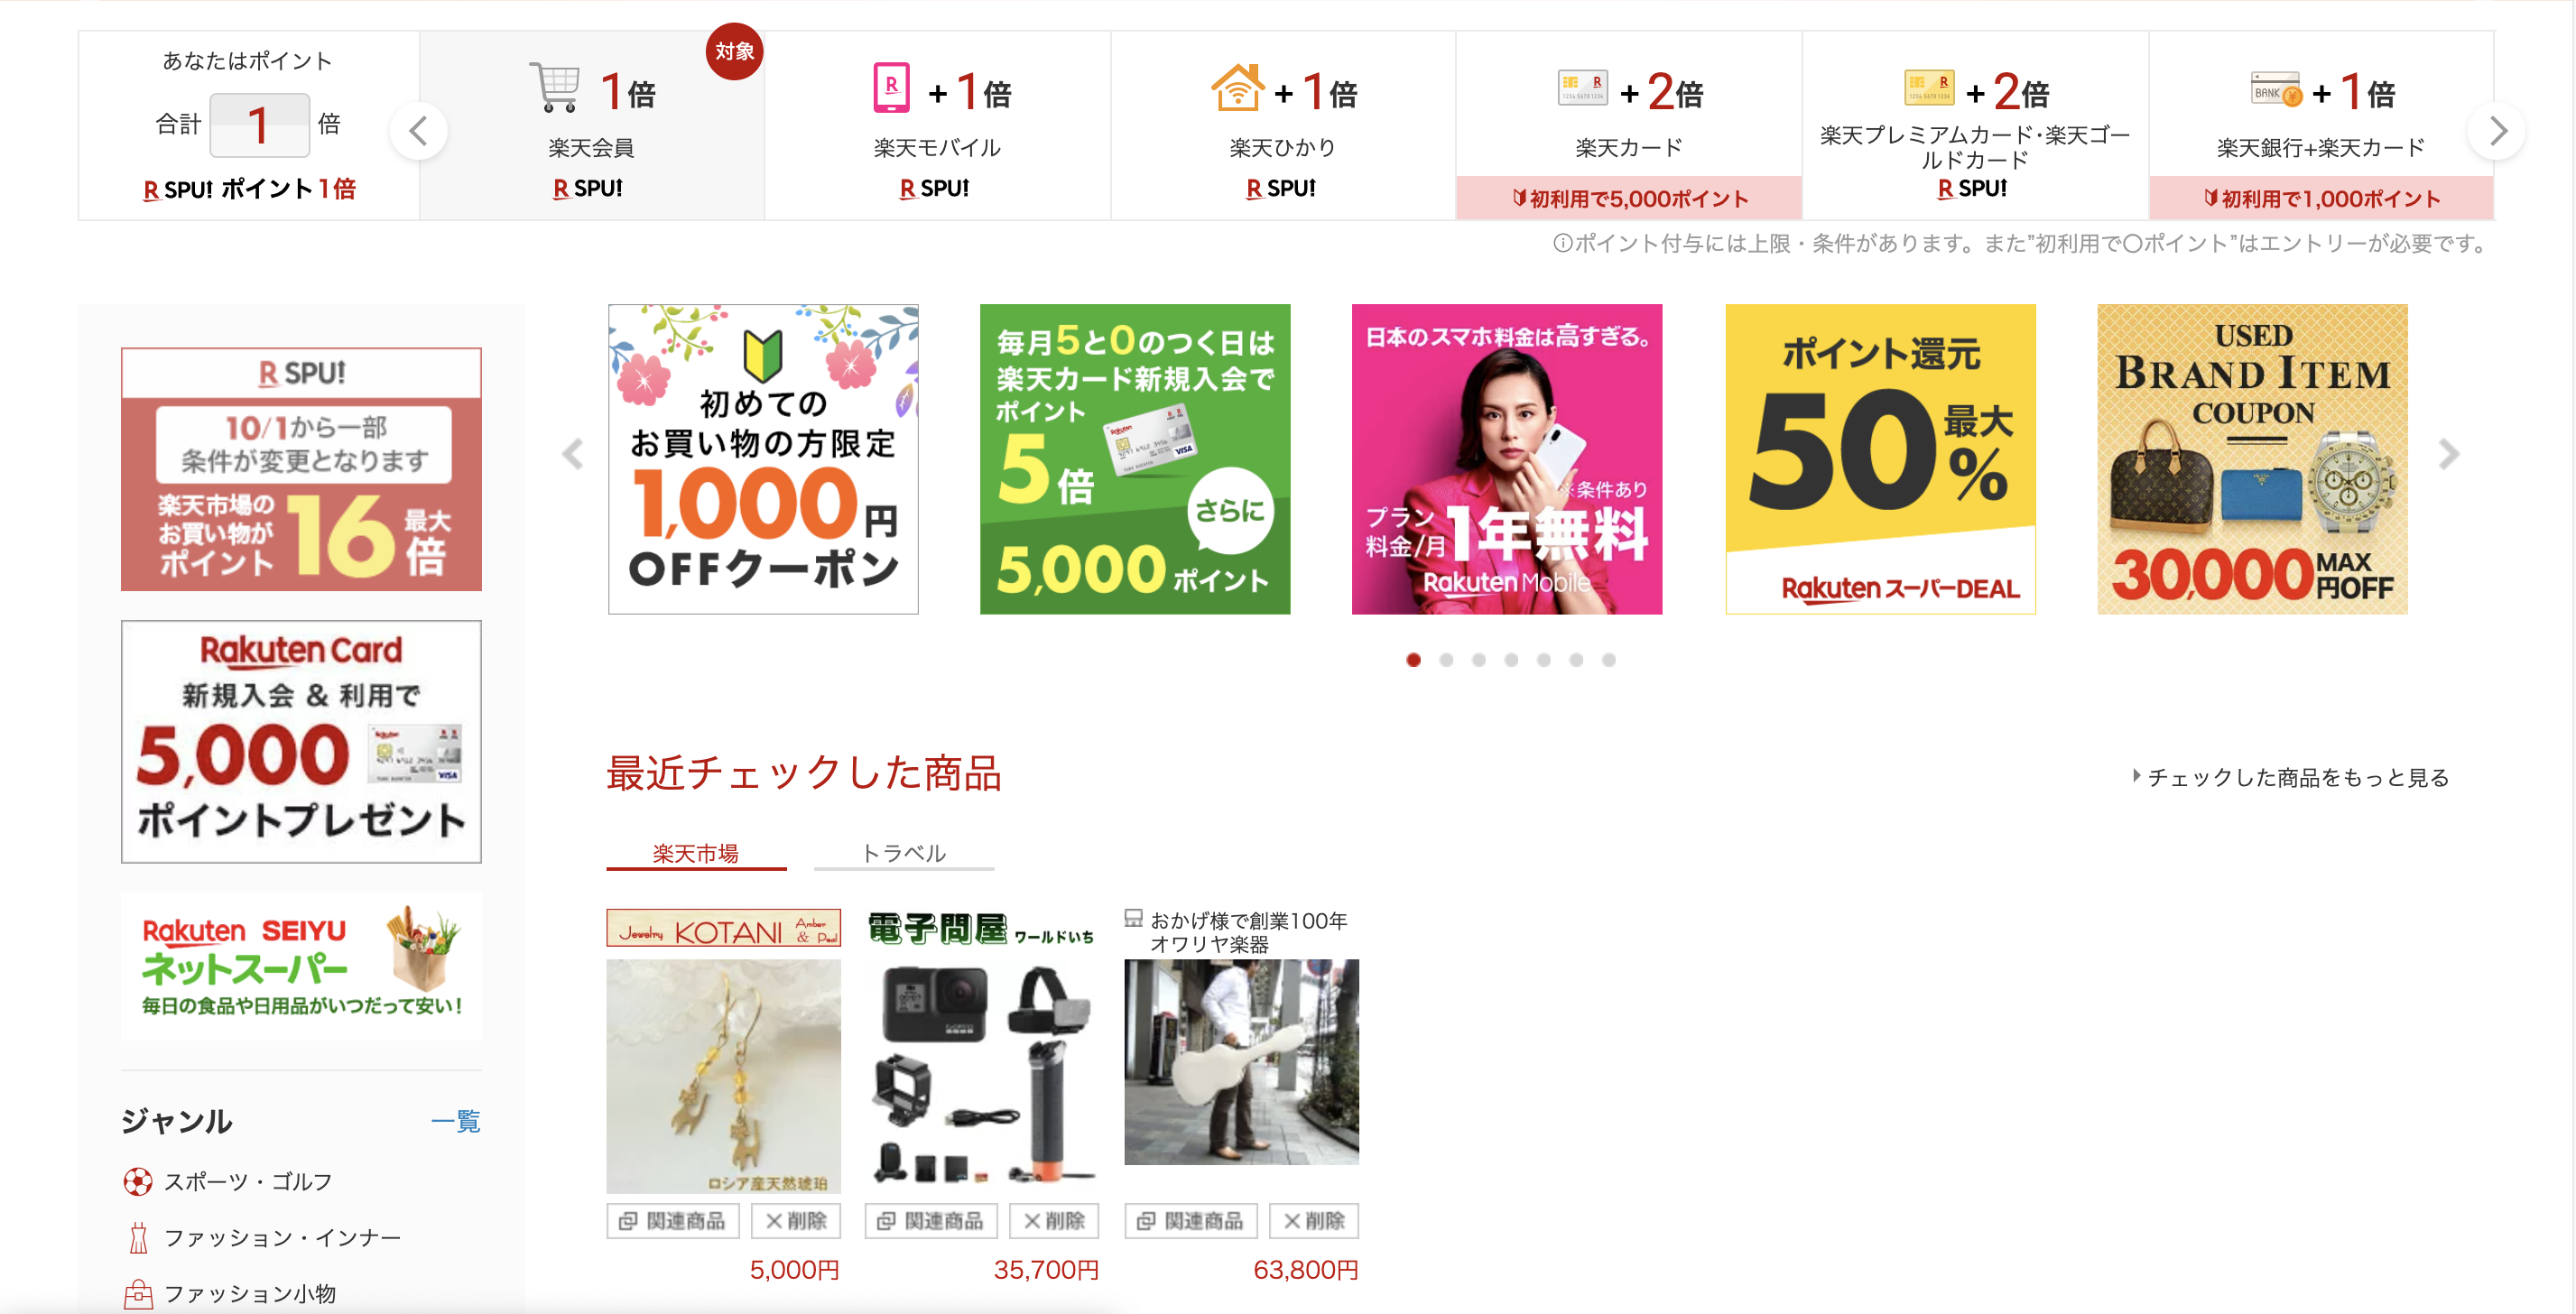 あなたはポイント
合計 1 倍
R SPU! ポイント1倍
対象
1倍
楽天会員
R SPU!
R
+1倍
楽天モバイル
R SPU!
+1倍
楽天ひかり
R SPU!
+2倍
楽天カード
初利用で5,000ポイント
+2倍
楽天プレミアムカード・楽天ゴー
ルドカード
R SPU!
BANK ¥
+1倍
楽天銀行+楽天カード
初利用で1,000ポイント
ⓘポイント付与には上限・条件があります。また”初利用で〇ポイント”はエントリーが必要です。
R SPU!
10/1から一部
条件が変更となります
楽天市場の
お買い物が
ポイント
16
最大
倍
Rakuten Card
新規入会 & 利用で
5,000
VISA
ポイントプレゼント
Rakuten SEIYU
ネットスーパー
毎日の食品や日用品がいつだって安い!
ジャンル 一覧
スポーツ・ゴルフ
ファッション・インナー
ファッション小物
初めての
お買い物の方限定
1,000円
OFFクーポン
毎月5と0のつく日は
楽天カード新規入会で
ポイント
5倍
Rakuten
VISA
さらに
5,000ポイント
日本のスマホ料金は高すぎる。
※条件あり
プラン
料金/月
1年無料
Rakuten Mobile
ポイント還元
50
最大
%
Rakuten スーパーDEAL
USED
BRAND ITEM
COUPON
30,000
MAX
円OFF
最近チェックした商品
チェックした商品をもっと見る
楽天市場 トラベル
Jewelry KOTANI Amber & Peal
ロシア産天然琥珀
関連商品 ×削除
5,000円
電子問屋 ワールドいち
関連商品 ×削除
35,700円
おかげ様で創業100年
オワリヤ楽器
関連商品 ×削除
63,800円